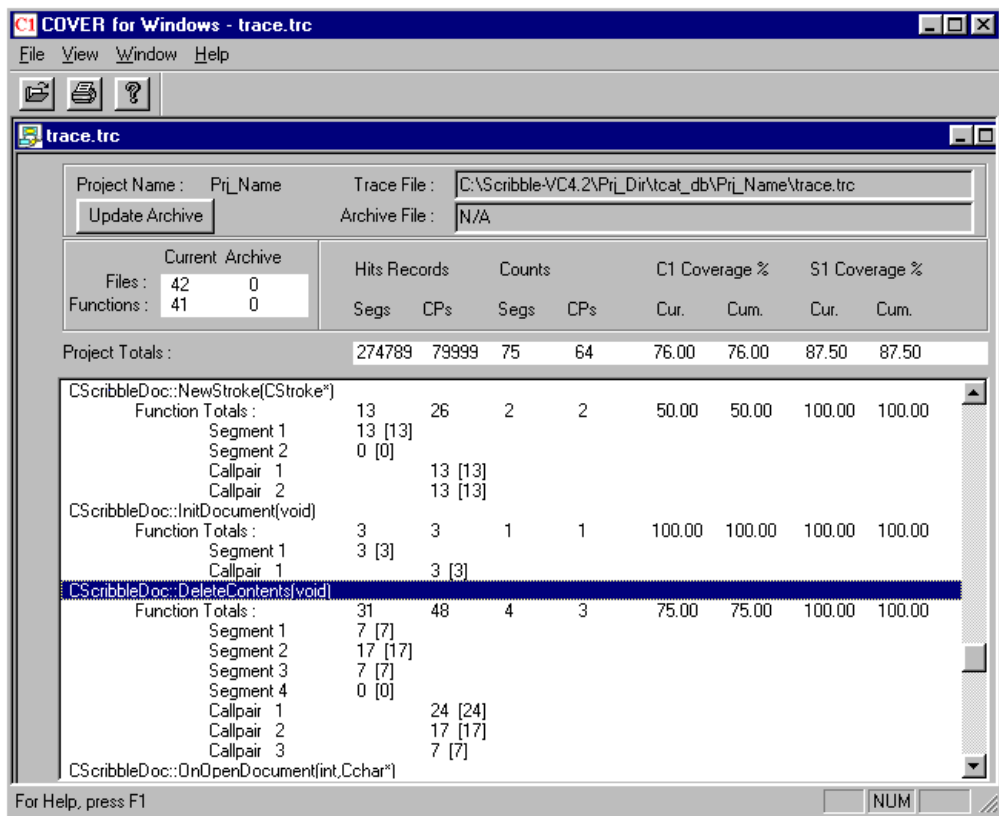 C1 COVER for Windows - trace.trc
File View Window Help
trace.trc
Project Name : Prj_Name Trace File : C:\Scribble-VC4.2\Prj_Dir\tcat_db\Prj_Name\trace.trc
Update Archive Archive File : N/A
Current Archive
Files : 42 0
Functions : 41 0
Hits Records Counts C1 Coverage % S1 Coverage %
Segs CPs Segs CPs Cur. Cum. Cur. Cum.
Project Totals : 274789 79999 75 64 76.00 76.00 87.50 87.50
CScribbleDoc::NewStroke(CStroke*)
Function Totals : 13 26 2 2 50.00 50.00 100.00 100.00
Segment 1 13 [13]
Segment 2 0 [0]
Callpair 1 13 [13]
Callpair 2 13 [13]
CScribbleDoc::InitDocument(void)
Function Totals : 3 3 1 1 100.00 100.00 100.00 100.00
Segment 1 3 [3]
Callpair 1 3 [3]
CScribbleDoc::DeleteContents(void)
Function Totals : 31 48 4 3 75.00 75.00 100.00 100.00
Segment 1 7 [7]
Segment 2 17 [17]
Segment 3 7 [7]
Segment 4 0 [0]
Callpair 1 24 [24]
Callpair 2 17 [17]
Callpair 3 7 [7]
CScribbleDoc::OnOpenDocument(int,Cchar*)
For Help, press F1 NUM